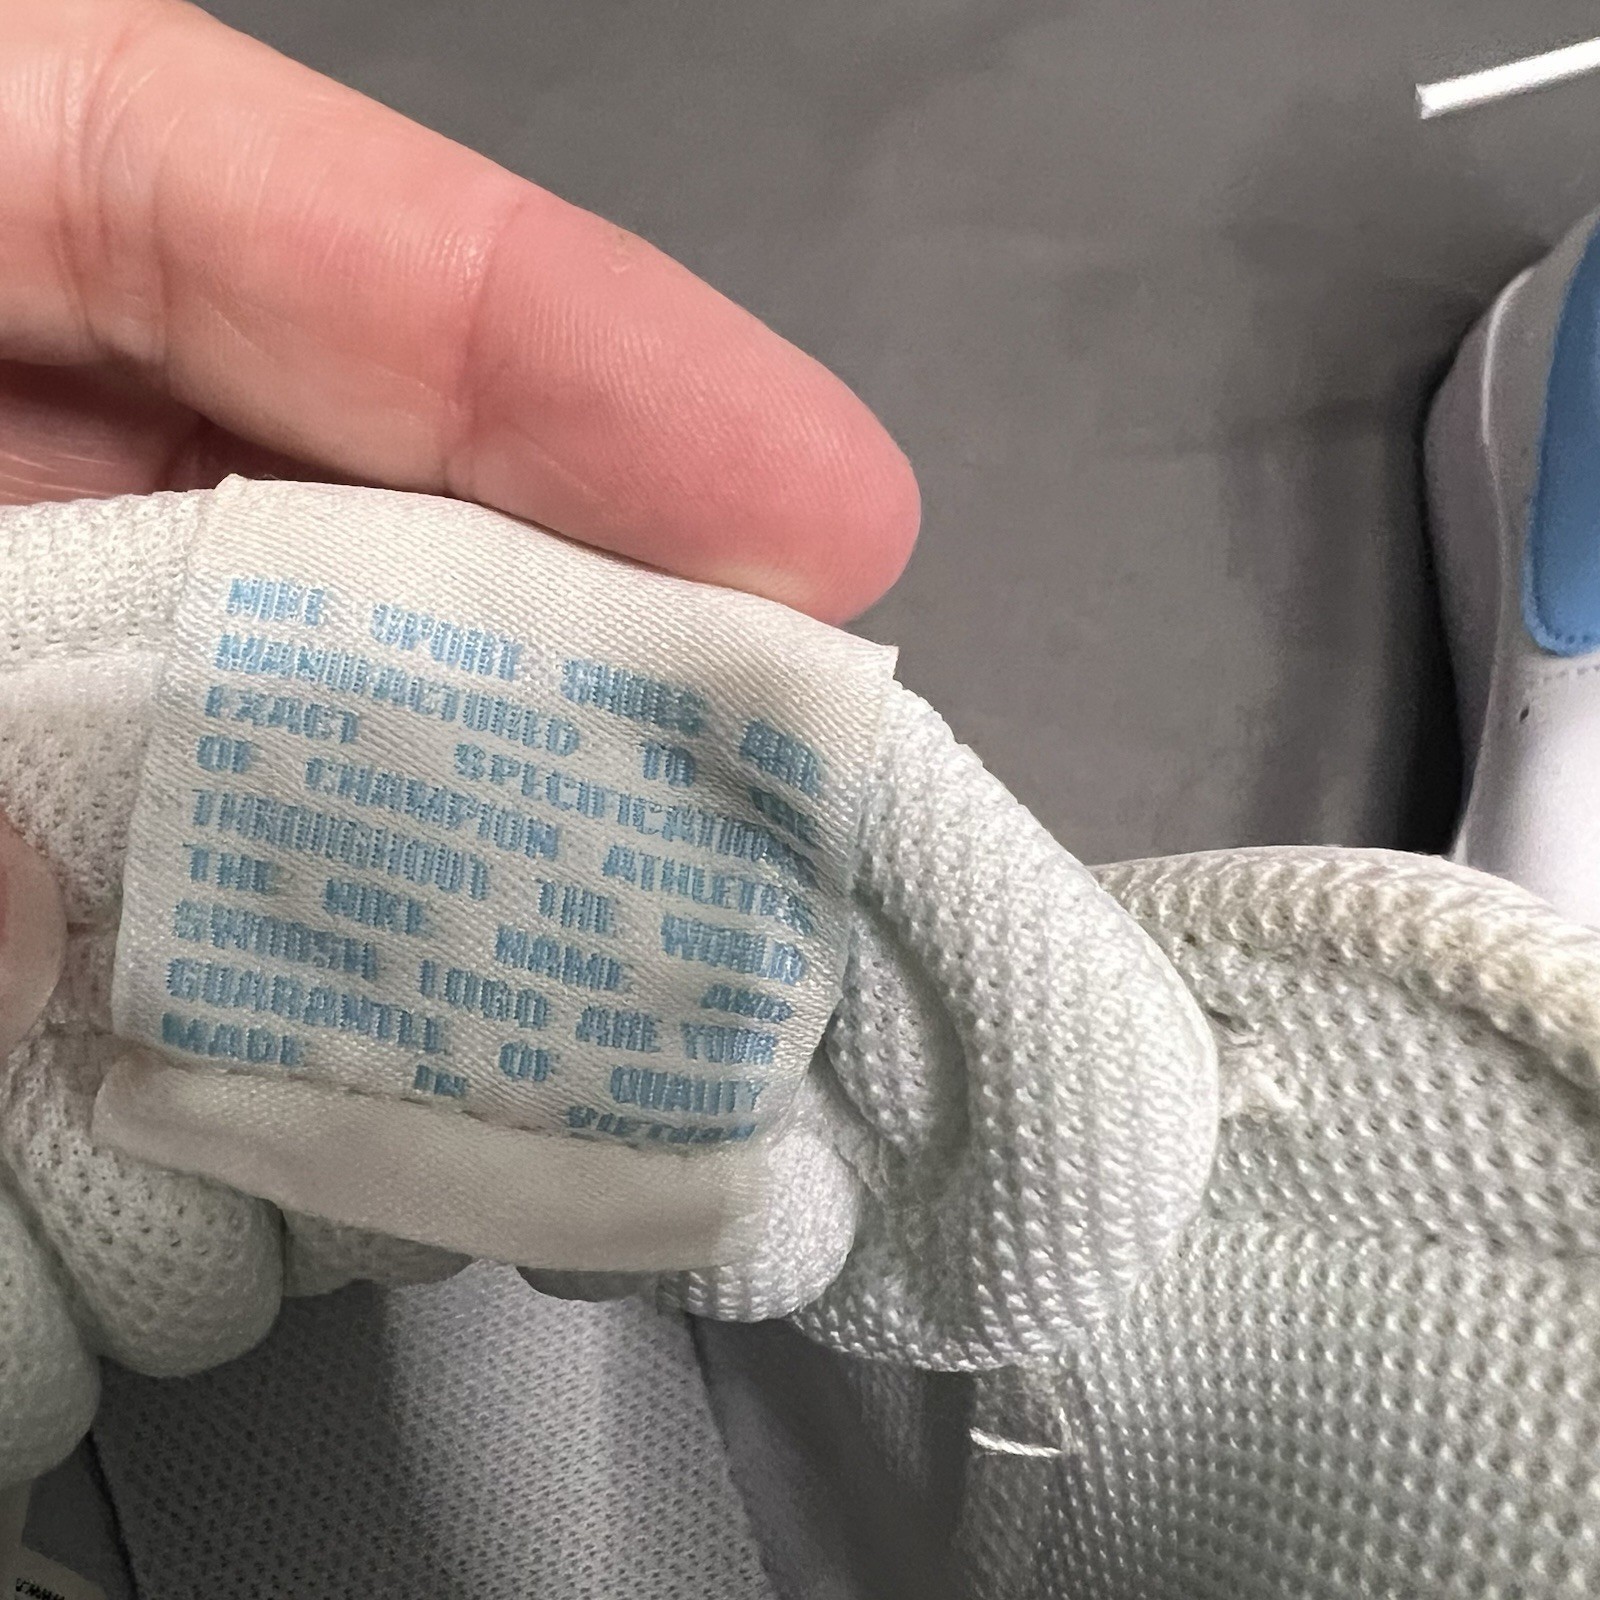 NIKE SPORT SHOES ARE
MANUFACTURED TO THE
EXACT SPECIFICATIONS
OF CHAMPION ATHLETES
THROUGHOUT THE WORLD
THE NIKE NAME AND
SWOOSH LOGO ARE YOUR
GUARANTEE OF QUALITY
MADE IN VIETNAM